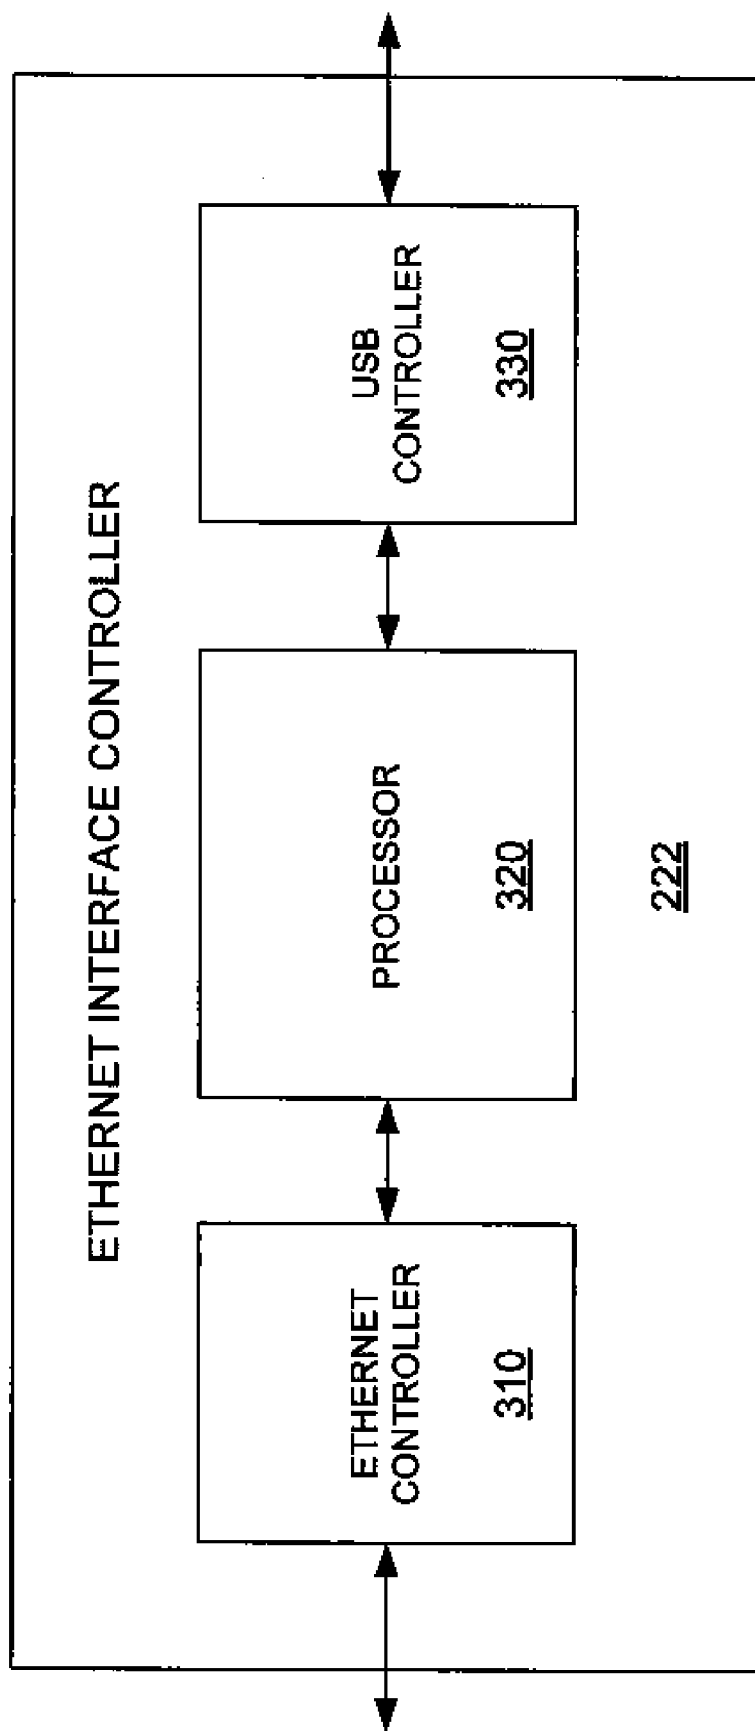 ETHERNET INTERFACE CONTROLLER
ETHERNET
CONTROLLER
310
PROCESSOR
320
USB
CONTROLLER
330
222